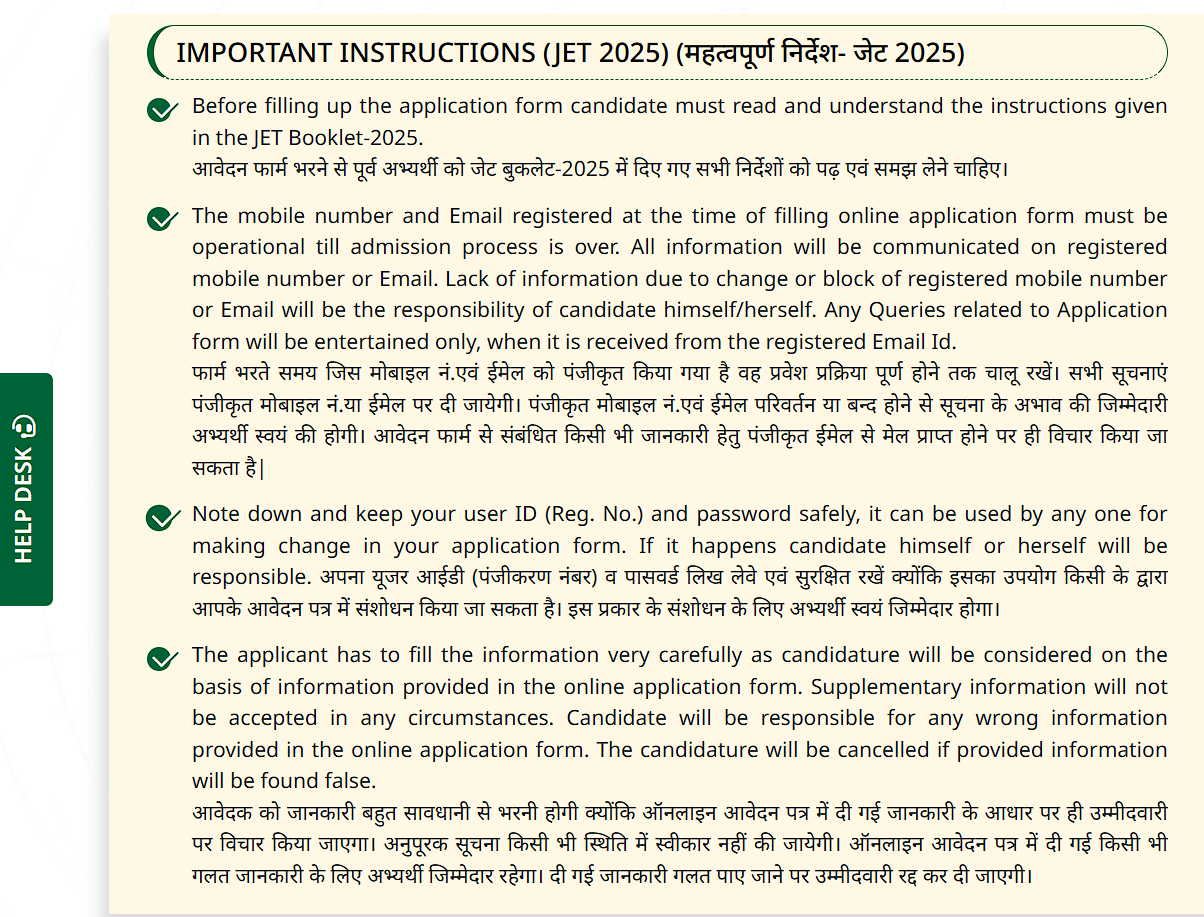 IMPORTANT INSTRUCTIONS (JET 2025) (महत्वपूर्ण निर्देश- जेट 2025)
Before filling up the application form candidate must read and understand the instructions given
in the JET Booklet-2025.
आवेदन फार्म भरने से पूर्व अभ्यर्थी को जेट बुकलेट-2025 में दिए गए सभी निर्देशों को पढ़ एवं समझ लेने चाहिए।
The mobile number and Email registered at the time of filling online application form must be
operational till admission process is over. All information will be communicated on registered
mobile number or Email. Lack of information due to change or block of registered mobile number
or Email will be the responsibility of candidate himself/herself. Any Queries related to Application
form will be entertained only, when it is received from the registered Email Id.
फार्म भरते समय जिस मोबाइल नं.एवं ईमेल को पंजीकृत किया गया है वह प्रवेश प्रक्रिया पूर्ण होने तक चालू रखें। सभी सूचनाएं
पंजीकृत मोबाइल नं.या ईमेल पर दी जायेगी। पंजीकृत मोबाइल नं.एवं ईमेल परिवर्तन या बन्द होने से सूचना के अभाव की जिम्मेदारी
अभ्यर्थी स्वयं की होगी। आवेदन फार्म से संबंधित किसी भी जानकारी हेतु पंजीकृत ईमेल से मेल प्राप्त होने पर ही विचार किया जा
सकता है|
Note down and keep your user ID (Reg. No.) and password safely, it can be used by any one for
making change in your application form. If it happens candidate himself or herself will be
responsible. अपना यूजर आईडी (पंजीकरण नंबर) व पासवर्ड लिख लेवे एवं सुरक्षित रखें क्योंकि इसका उपयोग किसी के द्वारा
आपके आवेदन पत्र में संशोधन किया जा सकता है। इस प्रकार के संशोधन के लिए अभ्यर्थी स्वयं जिम्मेदार होगा।
The applicant has to fill the information very carefully as candidature will be considered on the
basis of information provided in the online application form. Supplementary information will not
be accepted in any circumstances. Candidate will be responsible for any wrong information
provided in the online application form. The candidature will be cancelled if provided information
will be found false.
आवेदक को जानकारी बहुत सावधानी से भरनी होगी क्योंकि ऑनलाइन आवेदन पत्र में दी गई जानकारी के आधार पर ही उम्मीदवारी
पर विचार किया जाएगा। अनुपूरक सूचना किसी भी स्थिति में स्वीकार नहीं की जायेगी। ऑनलाइन आवेदन पत्र में दी गई किसी भी
गलत जानकारी के लिए अभ्यर्थी जिम्मेदार रहेगा। दी गई जानकारी गलत पाए जाने पर उम्मीदवारी रद्द कर दी जाएगी।
HELP DESK